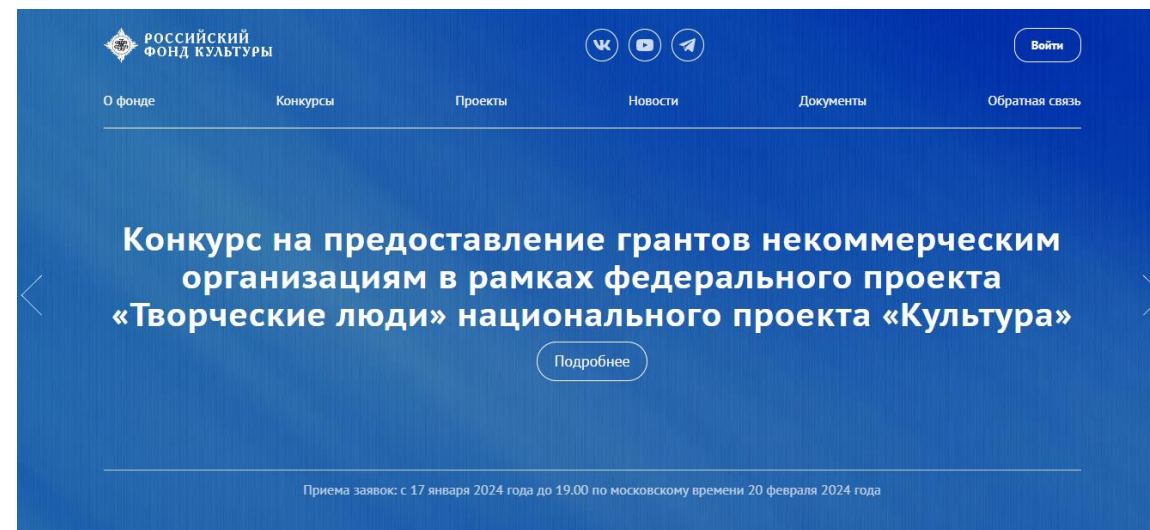 РОССИЙСКИЙ
ФОНД КУЛЬТУРЫ
Войти
О фонде Конкурсы Проекты Новости Документы Обратная связь
Конкурс на предоставление грантов некоммерческим
организациям в рамках федерального проекта
«Творческие люди» национального проекта «Культура»
Подробнее
Приема заявок: с 17 января 2024 года до 19.00 по московскому времени 20 февраля 2024 года